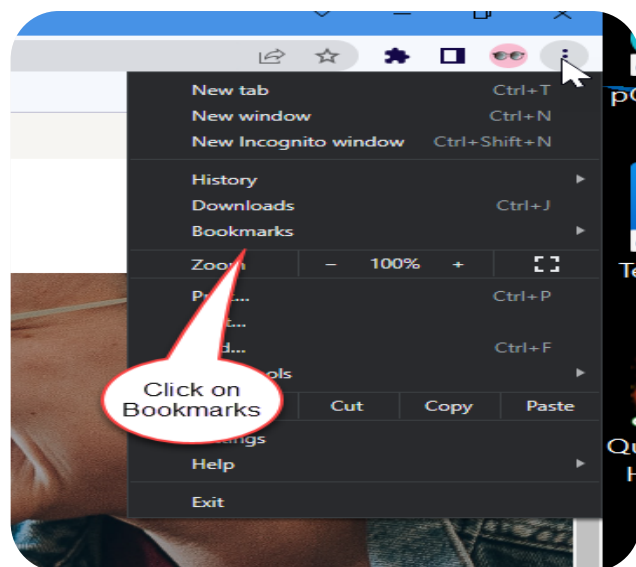 New tab Ctrl+T
New window Ctrl+N
New Incognito window Ctrl+Shift+N
History
Downloads Ctrl+J
Bookmarks
Zoom - 100% +
Ctrl+P
Ctrl+F
Cut Copy Paste
Help
Exit
Click on
Bookmarks